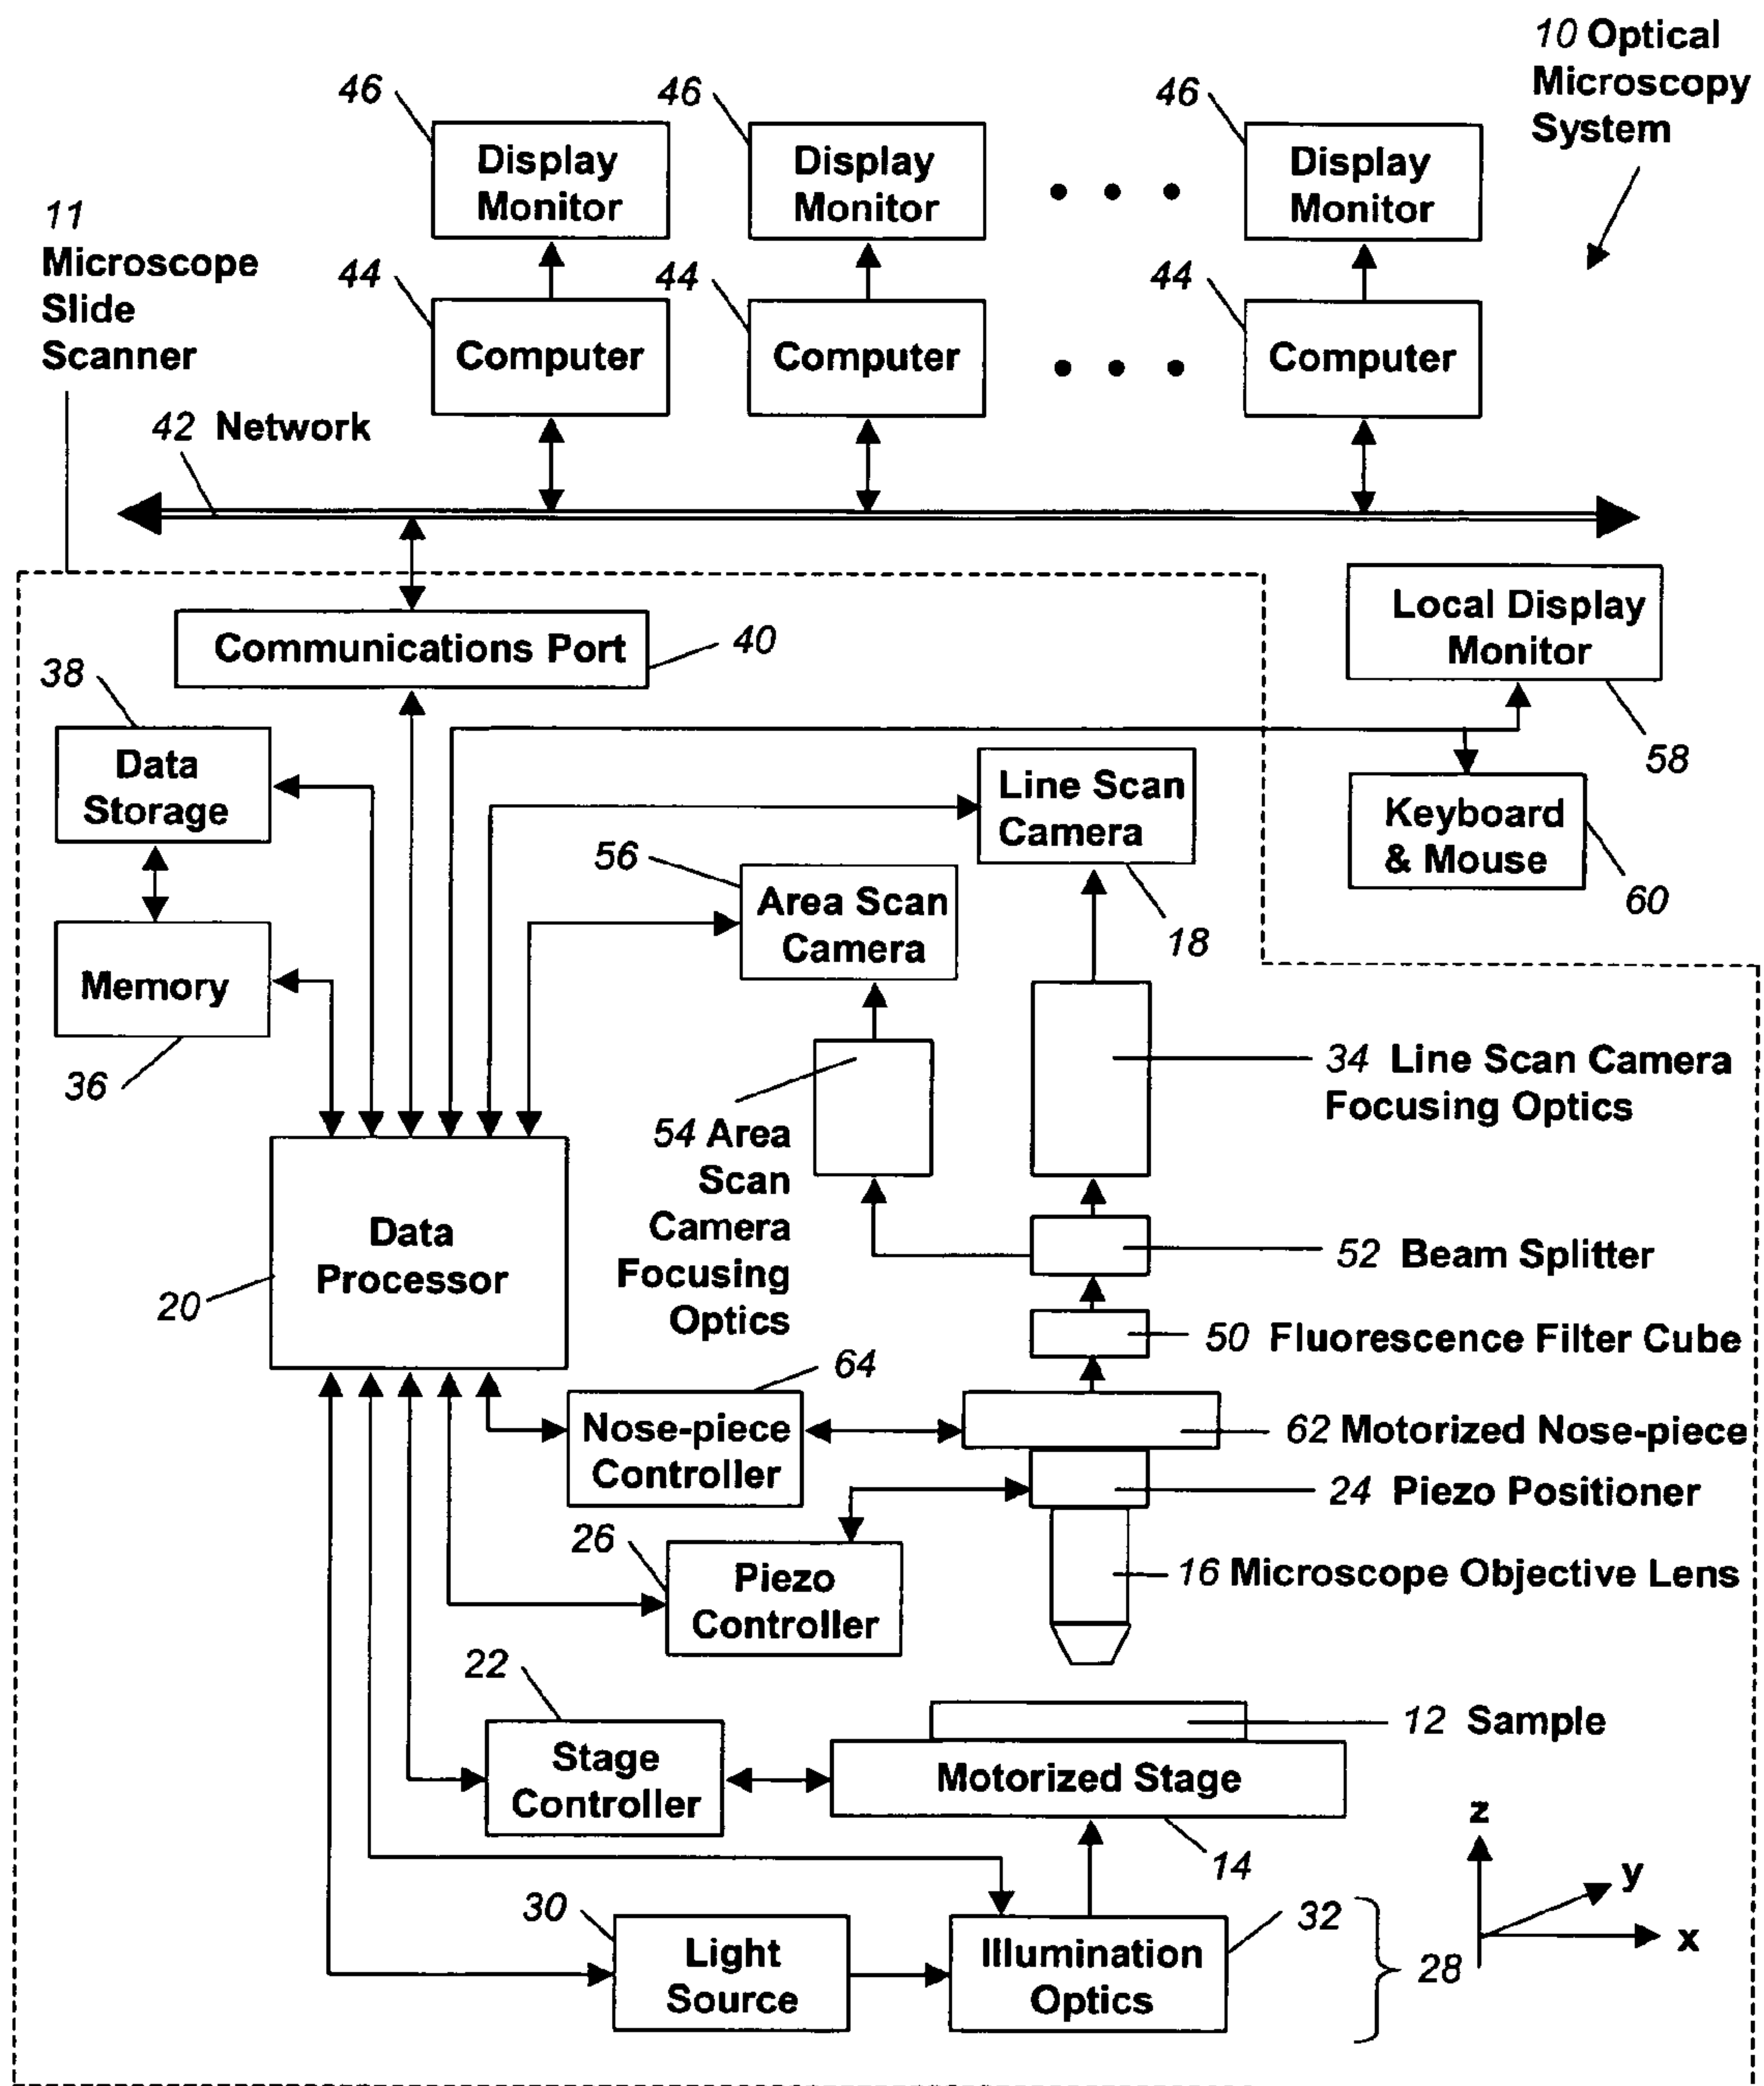 10 Optical
Microscopy
System
46
46
46
Display
Monitor
Display
Monitor
Display
Monitor
11
Microscope
Slide
Scanner
44
44
44
Computer
Computer
Computer
42 Network
Local Display
Monitor
58
Communications Port
40
38
Data
Storage
Line Scan
Camera
18
Keyboard
& Mouse
60
56
Area Scan
Camera
Memory
36
34 Line Scan Camera
Focusing Optics
54 Area
Scan
Camera
Focusing
Optics
Data
Processor
20
52 Beam Splitter
50 Fluorescence Filter Cube
64
Nose-piece
Controller
62 Motorized Nose-piece
24 Piezo Positioner
26
Piezo
Controller
16 Microscope Objective Lens
22
Stage
Controller
12 Sample
Motorized Stage
14
z
y
x
30
Light
Source
32
Illumination
Optics
28